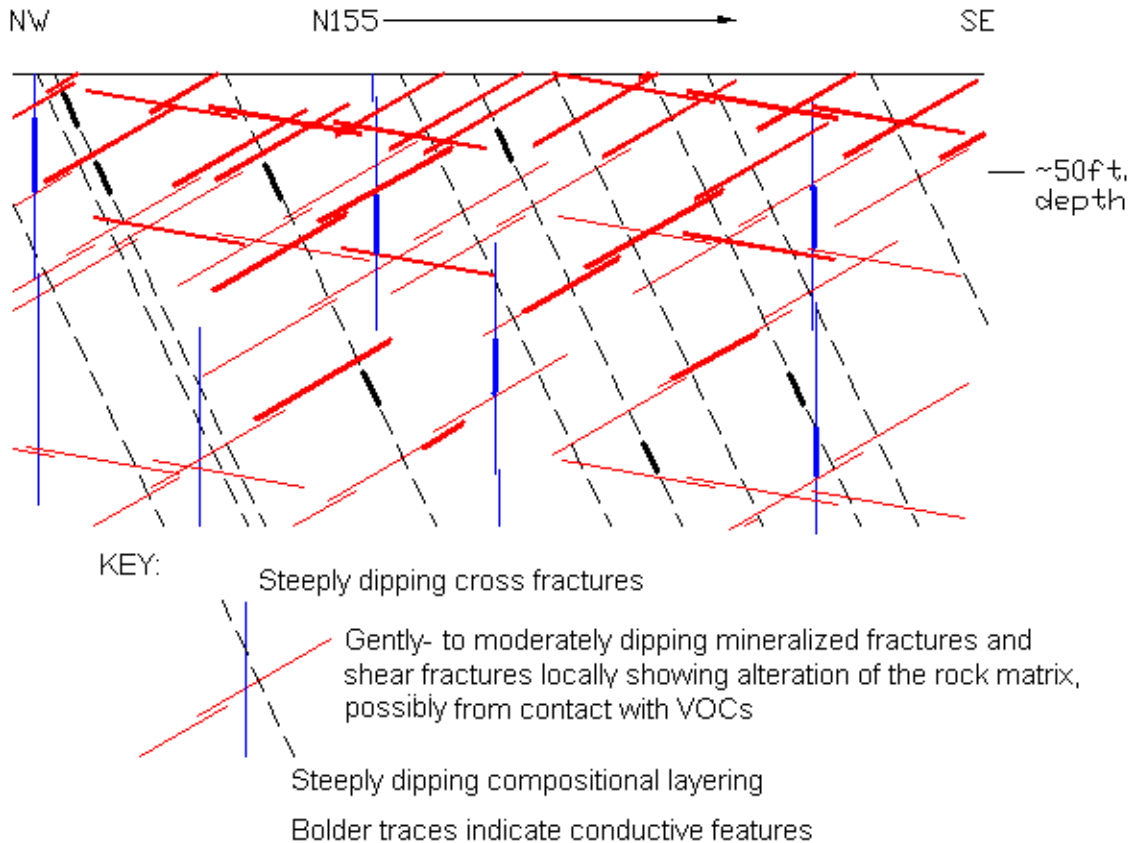 NW N155 SE
~50ft.
depth
KEY:
Steeply dipping cross fractures
Gently- to moderately dipping mineralized fractures and
shear fractures locally showing alteration of the rock matrix,
possibly from contact with VOCs
Steeply dipping compositional layering
Bolder traces indicate conductive features